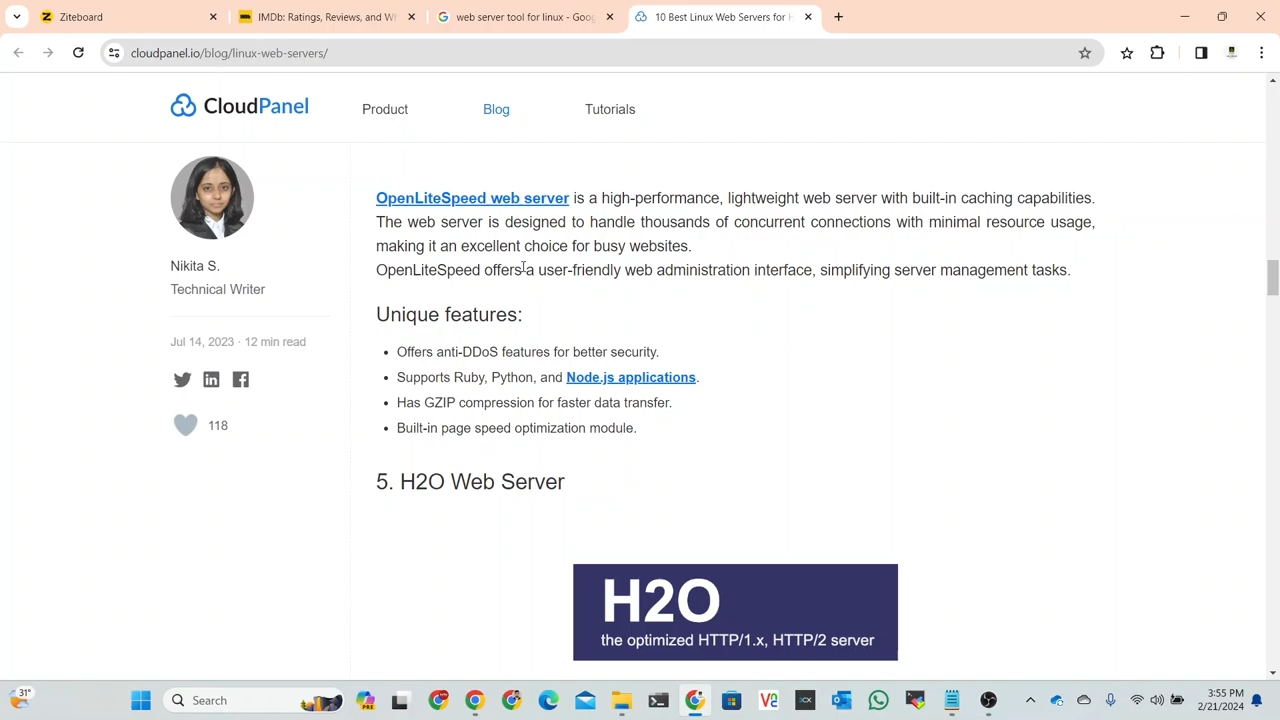 Ziteboard
IMDb: Ratings, Reviews, and W
web server tool for linux - Goog
10 Best Linux Web Servers for H
cloudpanel.io/blog/linux-web-servers/
CloudPanel
Product
Blog
Tutorials
Nikita S.
Technical Writer
Jul 14, 2023 · 12 min read
118
OpenLiteSpeed web server is a high-performance, lightweight web server with built-in caching capabilities.
The web server is designed to handle thousands of concurrent connections with minimal resource usage,
making it an excellent choice for busy websites.
OpenLiteSpeed offers a user-friendly web administration interface, simplifying server management tasks.
Unique features:
• Offers anti-DDoS features for better security.
• Supports Ruby, Python, and Node.js applications.
• Has GZIP compression for faster data transfer.
• Built-in page speed optimization module.
5. H2O Web Server
H2O
the optimized HTTP/1.x, HTTP/2 server
31°
Search
PRE
3:55 PM
2/21/2024